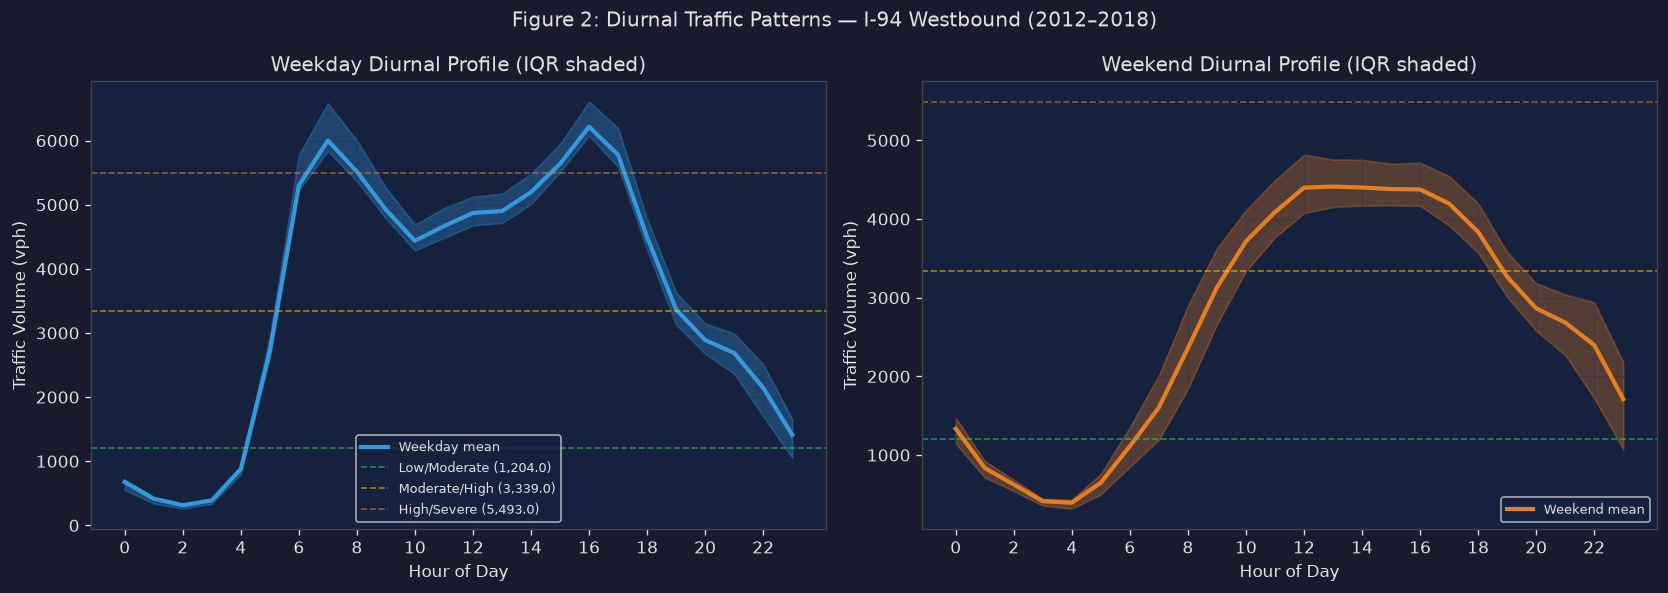 Figure 2: Diurnal Traffic Patterns — I-94 Westbound (2012–2018)
Weekday Diurnal Profile (IQR shaded)
Traffic Volume (vph)
6000
5000
4000
3000
2000
1000
0
Weekday mean
Low/Moderate (1,204.0)
Moderate/High (3,339.0)
High/Severe (5,493.0)
0 2 4 6 8 10 12 14 16 18 20 22
Hour of Day
Weekend Diurnal Profile (IQR shaded)
Traffic Volume (vph)
5000
4000
3000
2000
1000
Weekend mean
0 2 4 6 8 10 12 14 16 18 20 22
Hour of Day